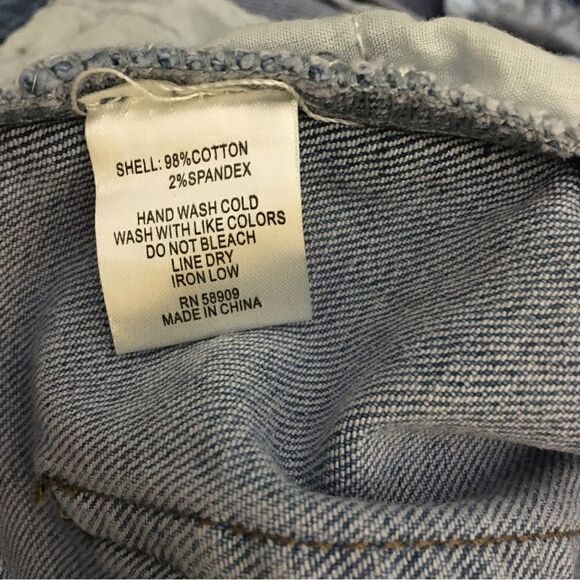 SHELL: 98%COTTON
2%SPANDEX
HAND WASH COLD
WASH WITH LIKE COLORS
DO NOT BLEACH
LINE DRY
IRON LOW
RN 58909
MADE IN CHINA